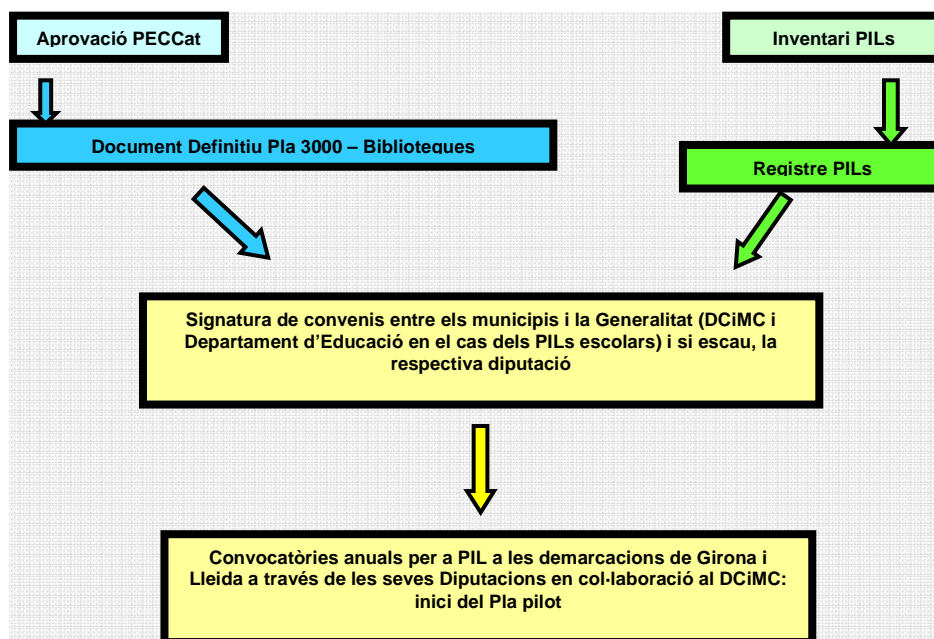 Aprovació PECCat
Inventari PILs
Document Definitiu Pla 3000 – Biblioteques
Registre PILs
Signatura de convenis entre els municipis i la Generalitat (DCiMC i
Departament d'Educació en el cas dels PILs escolars) i si escau, la
respectiva diputació
Convocatòries anuals per a PIL a les demarcacions de Girona i
Lleida a través de les seves Diputacions en col·laboració al DCiMC:
inici del Pla pilot